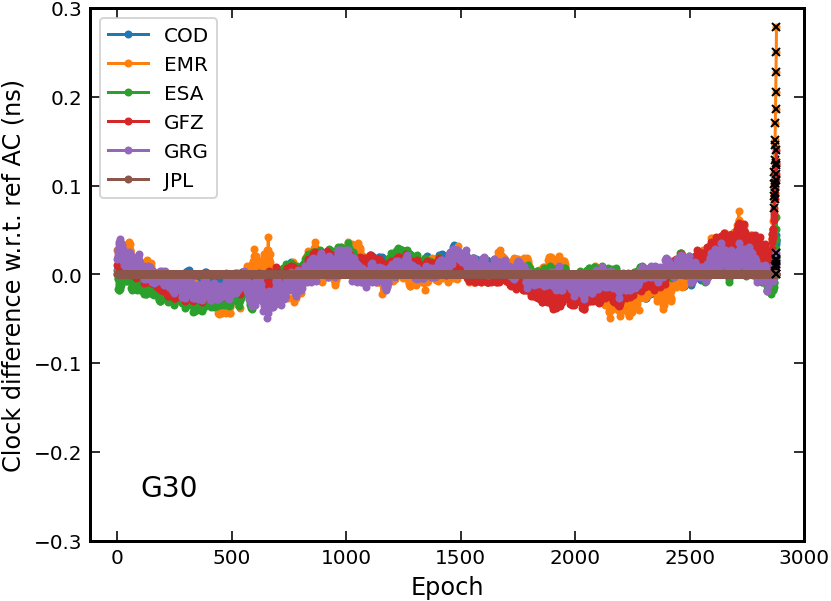 0.3
0.2
0.1
0.0
−0.1
−0.2
−0.3
Clock difference w.r.t. ref AC (ns)
COD
EMR
ESA
GFZ
GRG
JPL
G30
0 500 1000 1500 2000 2500 3000
Epoch